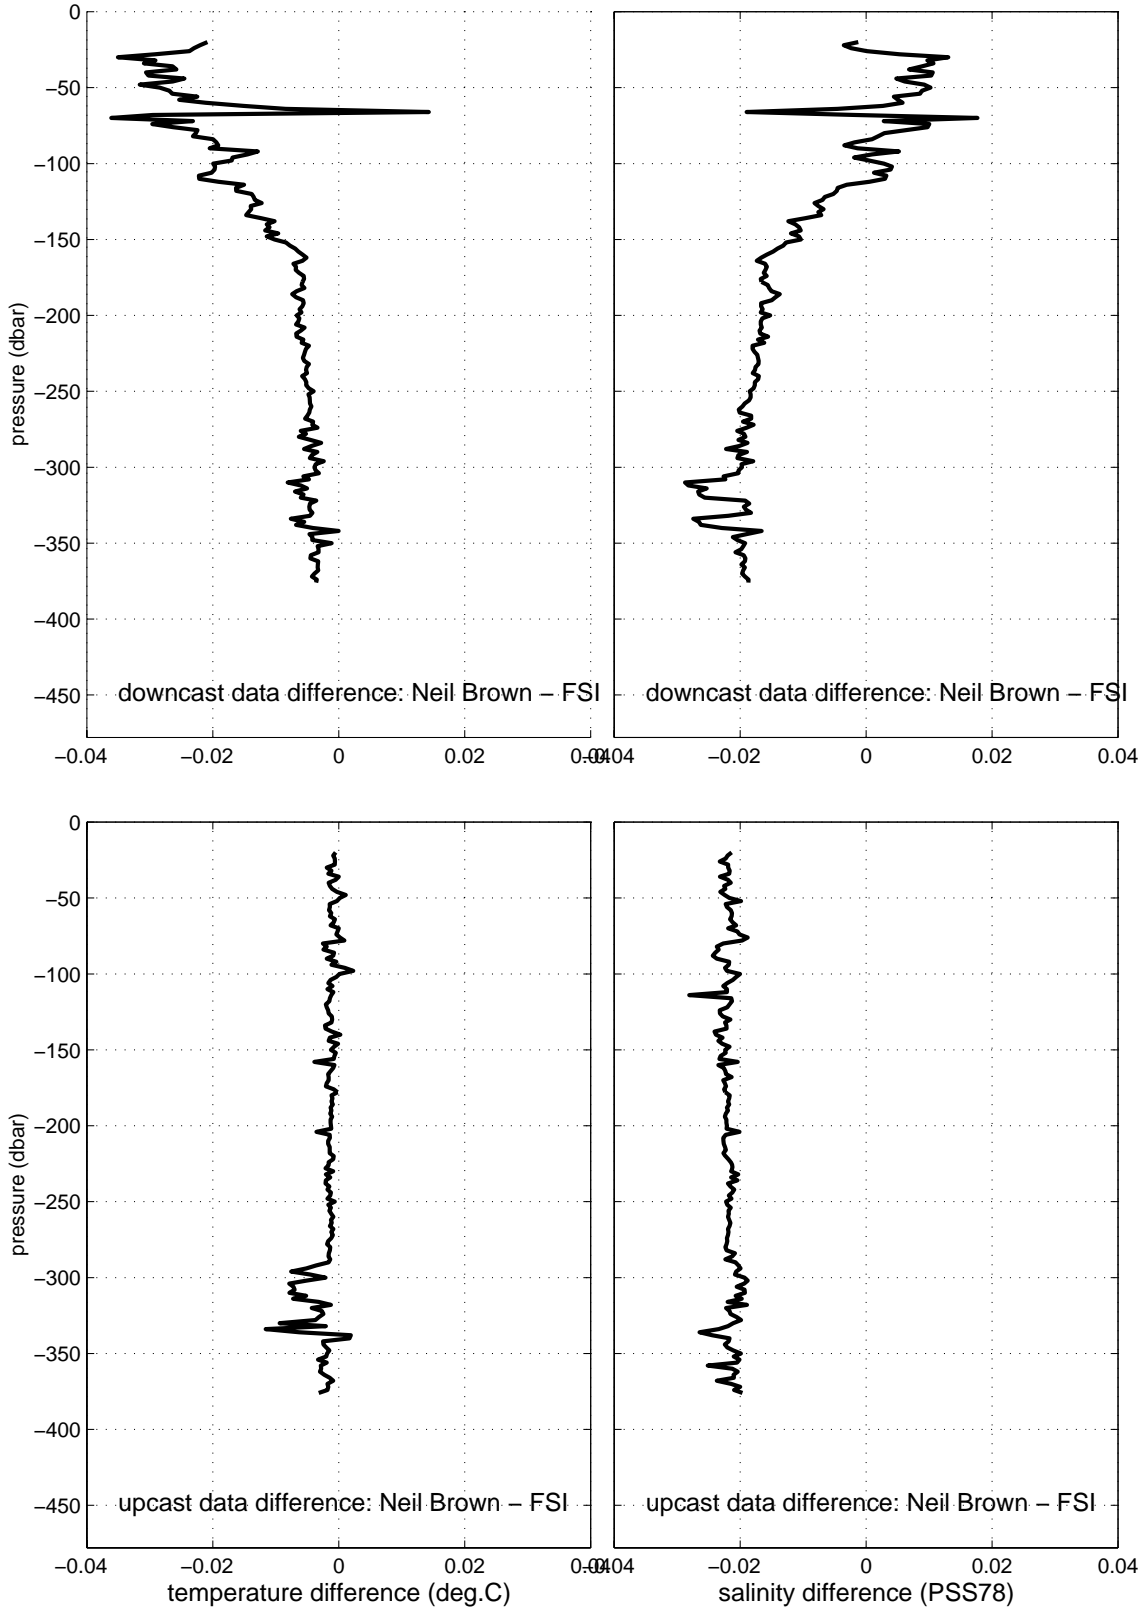 0
−50
−100
−150
−200
−250
−300
−350
−400
−450
pressure (dbar)
downcast data difference: Neil Brown − FSI
−0.04 −0.02 0 0.02 0.04
downcast data difference: Neil Brown − FSI
−0.04 −0.02 0 0.02 0.04
0
−50
−100
−150
−200
−250
−300
−350
−400
−450
pressure (dbar)
upcast data difference: Neil Brown − FSI
−0.04 −0.02 0 0.02 0.04
temperature difference (deg.C)
upcast data difference: Neil Brown − FSI
−0.04 −0.02 0 0.02 0.04
salinity difference (PSS78)